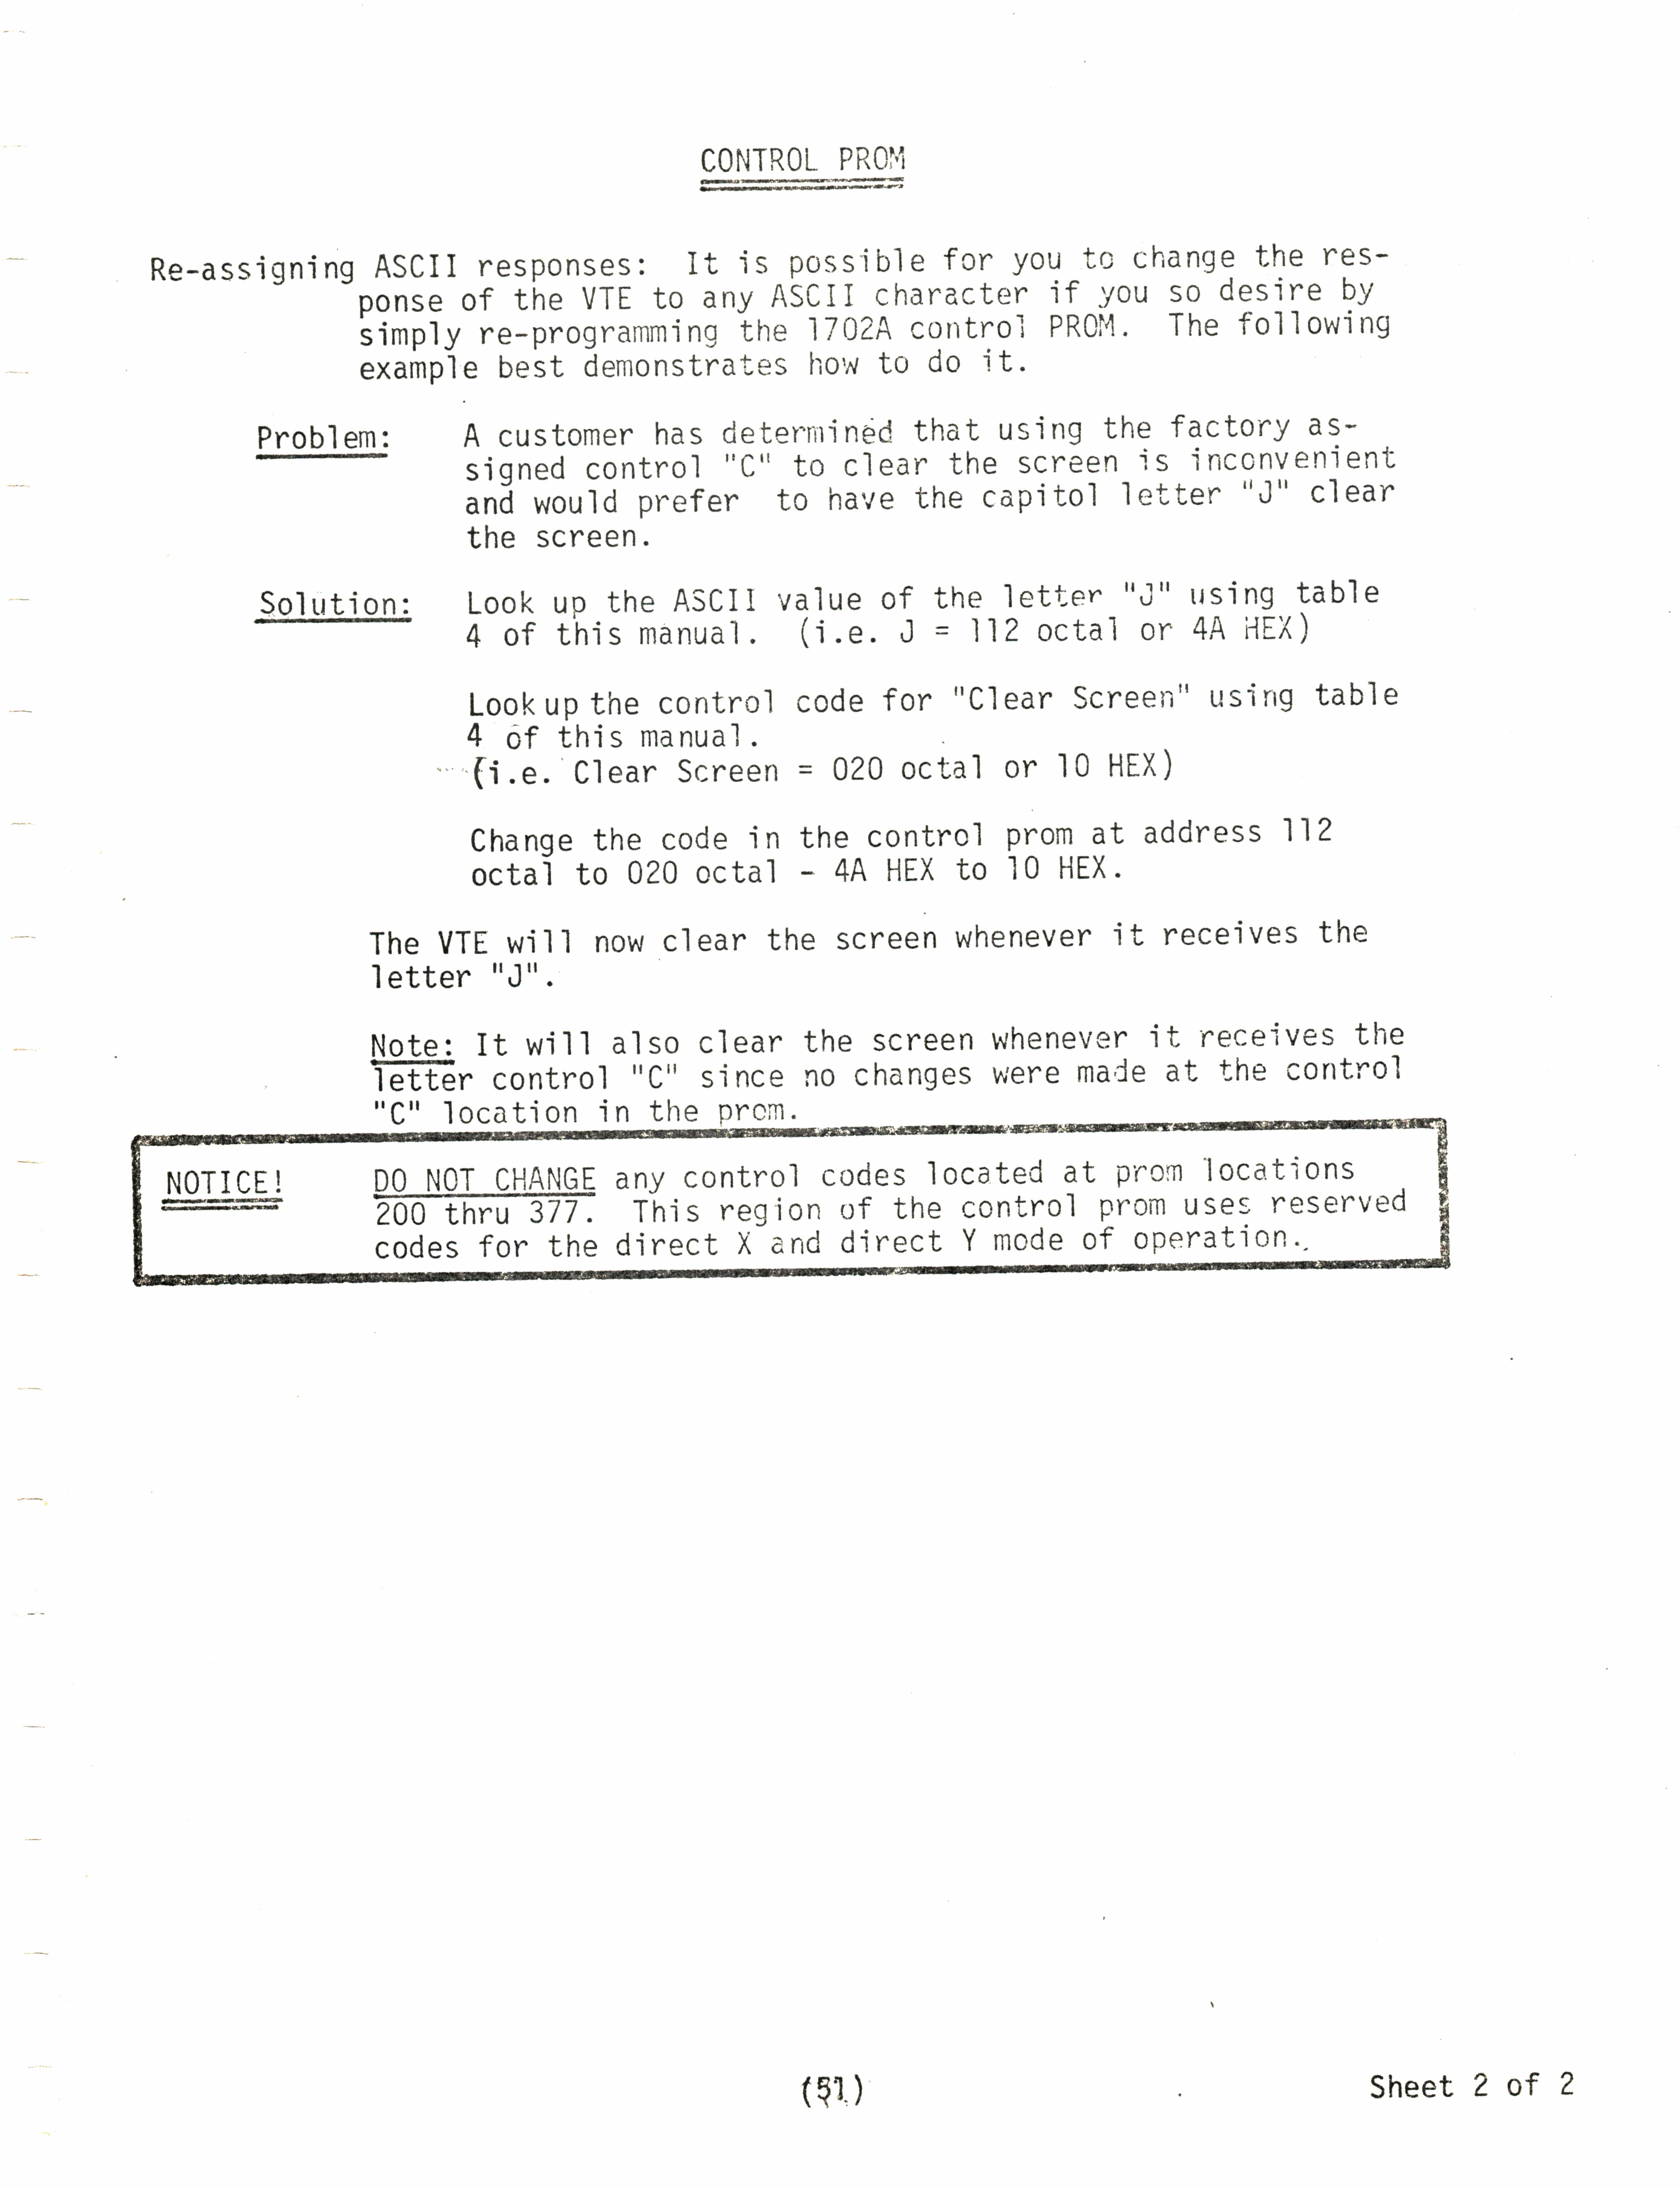 CONTROL PROM
Re-assigning ASCII responses: It is possible for you to change the res-
ponse of the VTE to any ASCII character if you so desire by
simply re-programming the 1702A control PROM. The following
example best demonstrates how to do it.
Problem: A customer has determined that using the factory as-
signed control "C" to clear the screen is inconvenient
and would prefer to have the capitol letter "J" clear
the screen.
Solution: Look up the ASCII value of the letter "J" using table
4 of this manual. (i.e. J = 112 octal or 4A HEX)
Look up the control code for "Clear Screen" using table
4 of this manual.
(i.e. Clear Screen = 020 octal or 10 HEX)
Change the code in the control prom at address 112
octal to 020 octal - 4A HEX to 10 HEX.
The VTE will now clear the screen whenever it receives the
letter "J".
Note: It will also clear the screen whenever it receives the
letter control "C" since no changes were made at the control
"C" location in the prom.
NOTICE! DO NOT CHANGE any control codes located at prom locations
200 thru 377. This region of the control prom uses reserved
codes for the direct X and direct Y mode of operation.
(51) Sheet 2 of 2